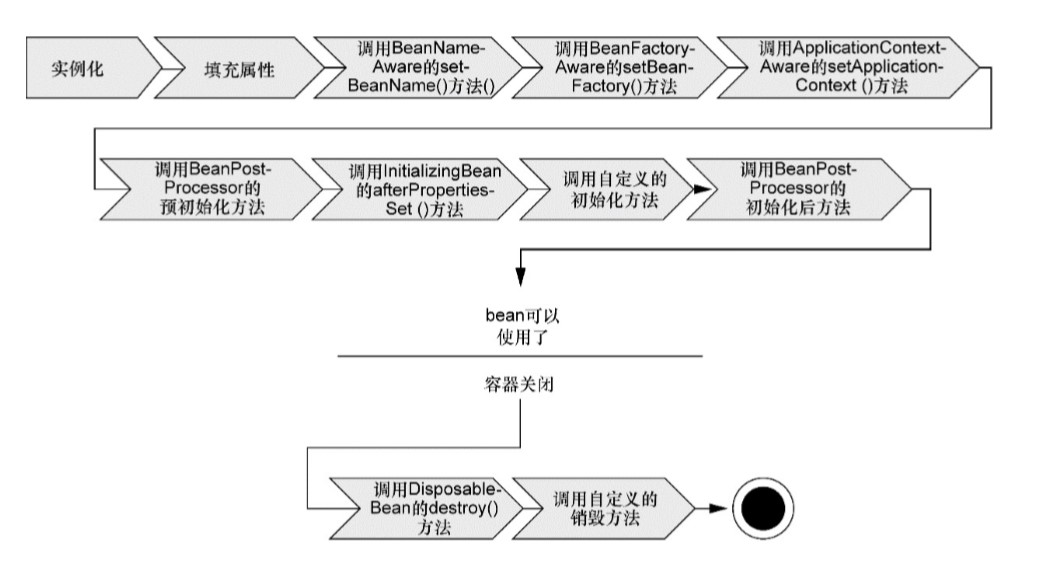 实例化
填充属性
调用BeanName-
Aware的set-
BeanName()方法()
调用BeanFactory-
Aware的setBean-
Factory()方法
调用ApplicationContext-
Aware的setApplication-
Context ()方法
调用BeanPost-
Processor的
预初始化方法
调用InitializingBean
的afterProperties-
Set ()方法
调用自定义的
初始化方法
调用BeanPost-
Processor的
初始化后方法
bean可以
使用了
容器关闭
调用Disposable-
Bean的destroy()
方法
调用自定义的
销毁方法